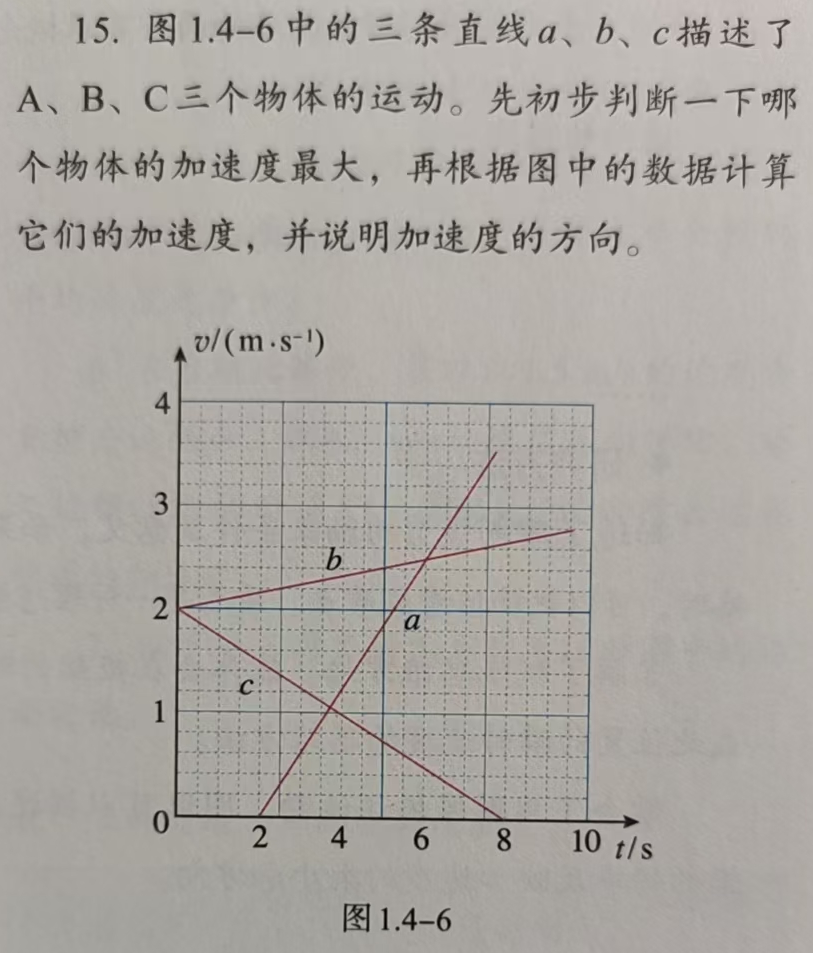 15. 图1.4-6中的三条直线a、b、c描述了
A、B、C三个物体的运动。先初步判断一下哪
个物体的加速度最大，再根据图中的数据计算
它们的加速度，并说明加速度的方向。
v/(m·s⁻¹)
4
3
b
2
a
c
1
0
2 4 6 8 10 t/s
图1.4-6